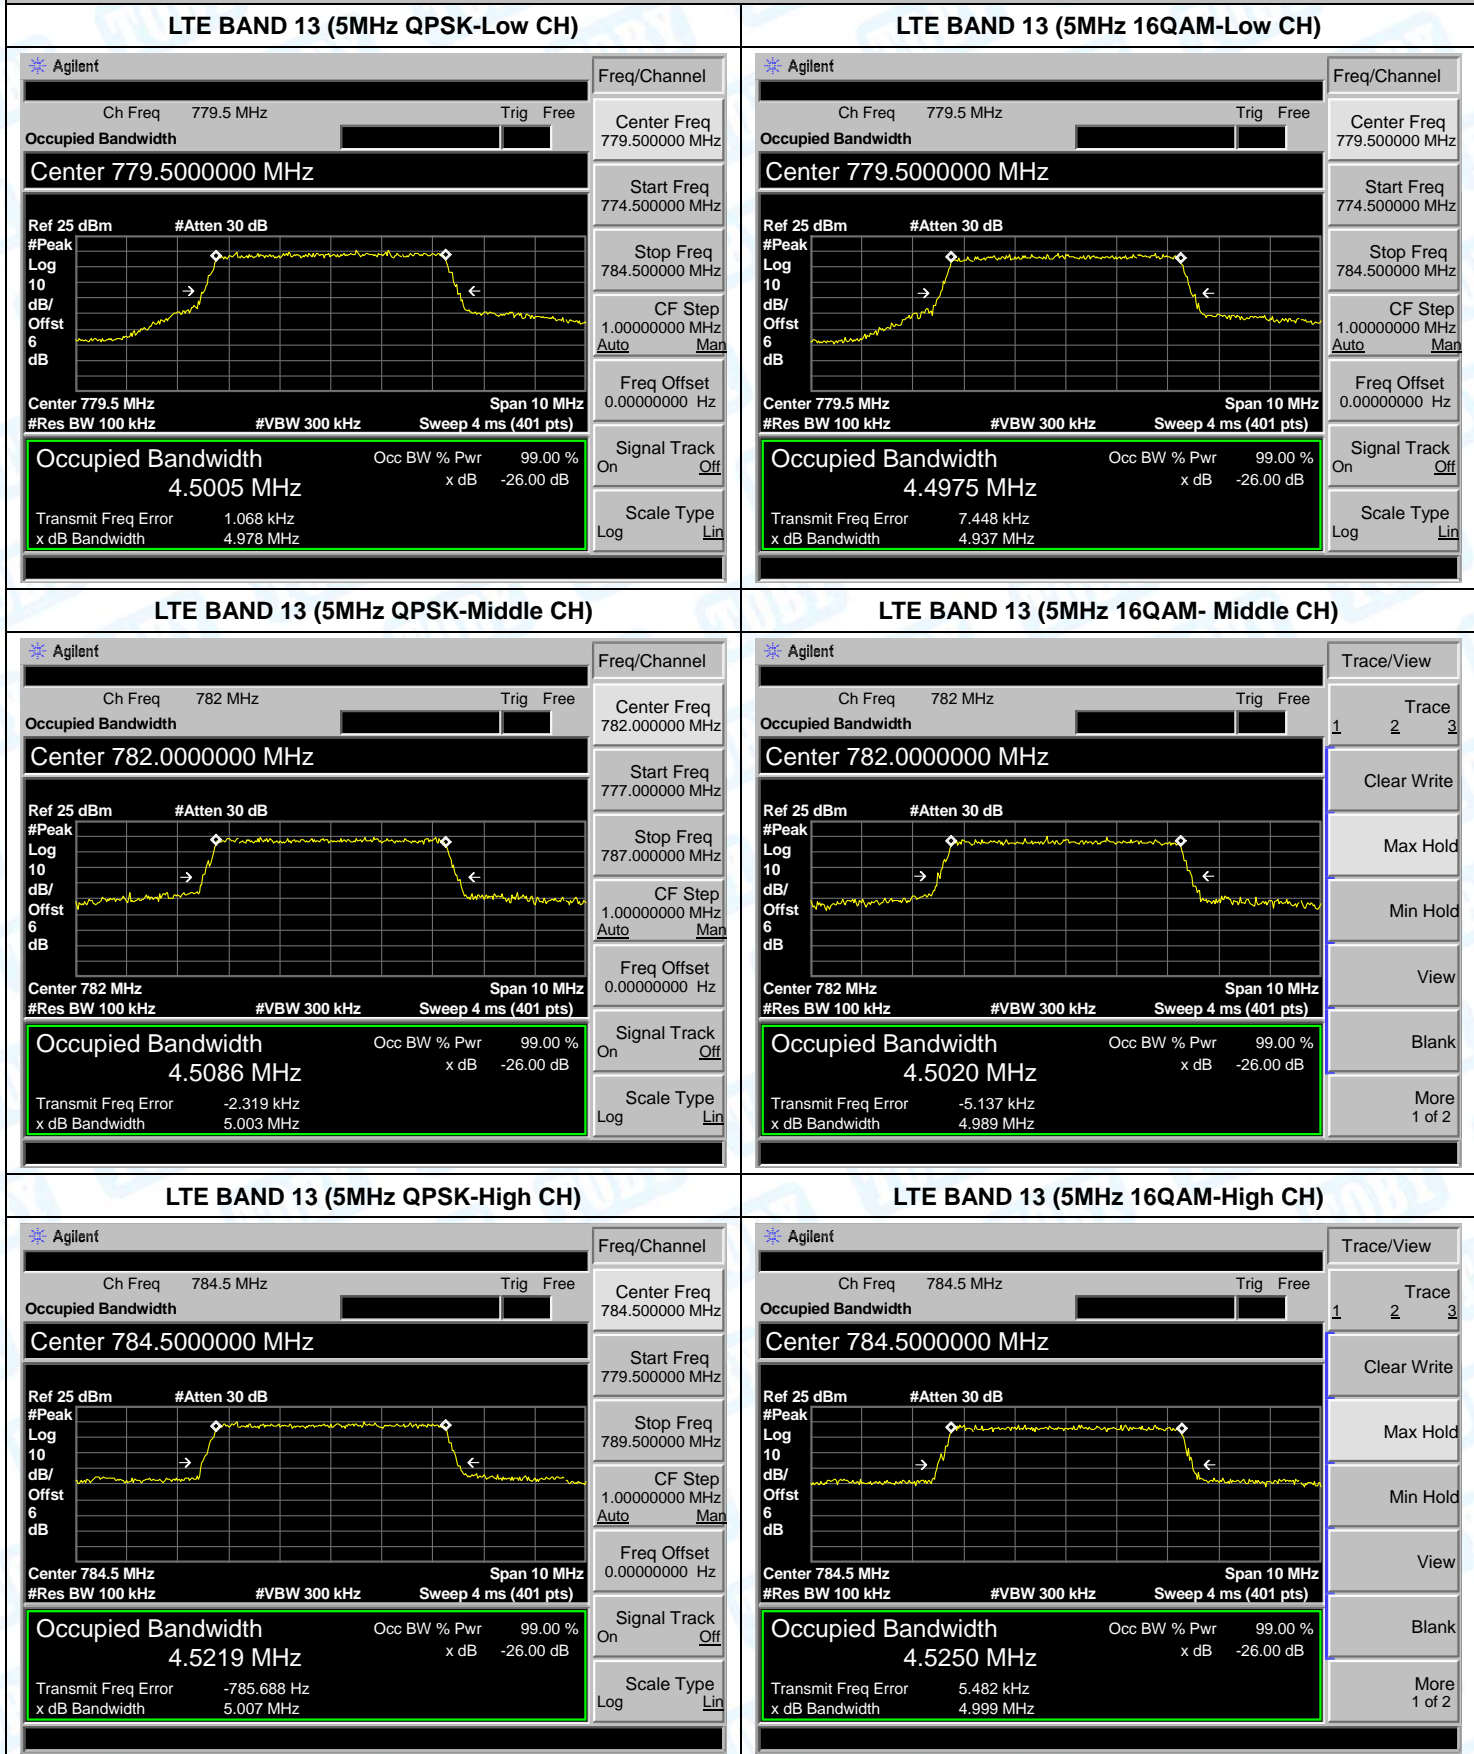 LTE BAND 13 (5MHz QPSK-Low CH)
Agilent
Freq/Channel
Ch Freq 779.5 MHz Trig Free
Occupied Bandwidth
Center 779.5000000 MHz
Ref 25 dBm #Atten 30 dB
#Peak
Log
10
dB/
Offst
6
dB
Center 779.5 MHz Span 10 MHz
#Res BW 100 kHz #VBW 300 kHz Sweep 4 ms (401 pts)
Occupied Bandwidth Occ BW % Pwr 99.00 %
4.5005 MHz x dB -26.00 dB
Transmit Freq Error 1.068 kHz
x dB Bandwidth 4.978 MHz
Center Freq
779.500000 MHz
Start Freq
774.500000 MHz
Stop Freq
784.500000 MHz
CF Step
1.00000000 MHz
Auto Man
Freq Offset
0.00000000 Hz
Signal Track
On Off
Scale Type
Log Lin
LTE BAND 13 (5MHz 16QAM-Low CH)
Agilent
Freq/Channel
Ch Freq 779.5 MHz Trig Free
Occupied Bandwidth
Center 779.5000000 MHz
Ref 25 dBm #Atten 30 dB
#Peak
Log
10
dB/
Offst
6
dB
Center 779.5 MHz Span 10 MHz
#Res BW 100 kHz #VBW 300 kHz Sweep 4 ms (401 pts)
Occupied Bandwidth Occ BW % Pwr 99.00 %
4.4975 MHz x dB -26.00 dB
Transmit Freq Error 7.448 kHz
x dB Bandwidth 4.937 MHz
Center Freq
779.500000 MHz
Start Freq
774.500000 MHz
Stop Freq
784.500000 MHz
CF Step
1.00000000 MHz
Auto Man
Freq Offset
0.00000000 Hz
Signal Track
On Off
Scale Type
Log Lin
LTE BAND 13 (5MHz QPSK-Middle CH)
Agilent
Freq/Channel
Ch Freq 782 MHz Trig Free
Occupied Bandwidth
Center 782.0000000 MHz
Ref 25 dBm #Atten 30 dB
#Peak
Log
10
dB/
Offst
6
dB
Center 782 MHz Span 10 MHz
#Res BW 100 kHz #VBW 300 kHz Sweep 4 ms (401 pts)
Occupied Bandwidth Occ BW % Pwr 99.00 %
4.5086 MHz x dB -26.00 dB
Transmit Freq Error -2.319 kHz
x dB Bandwidth 5.003 MHz
Center Freq
782.000000 MHz
Start Freq
777.000000 MHz
Stop Freq
787.000000 MHz
CF Step
1.00000000 MHz
Auto Man
Freq Offset
0.00000000 Hz
Signal Track
On Off
Scale Type
Log Lin
LTE BAND 13 (5MHz 16QAM- Middle CH)
Agilent
Trace/View
Ch Freq 782 MHz Trig Free
Occupied Bandwidth
Center 782.0000000 MHz
Ref 25 dBm #Atten 30 dB
#Peak
Log
10
dB/
Offst
6
dB
Center 782 MHz Span 10 MHz
#Res BW 100 kHz #VBW 300 kHz Sweep 4 ms (401 pts)
Occupied Bandwidth Occ BW % Pwr 99.00 %
4.5020 MHz x dB -26.00 dB
Transmit Freq Error -5.137 kHz
x dB Bandwidth 4.989 MHz
Trace
1 2 3
Clear Write
Max Hold
Min Hold
View
Blank
More
1 of 2
LTE BAND 13 (5MHz QPSK-High CH)
Agilent
Freq/Channel
Ch Freq 784.5 MHz Trig Free
Occupied Bandwidth
Center 784.5000000 MHz
Ref 25 dBm #Atten 30 dB
#Peak
Log
10
dB/
Offst
6
dB
Center 784.5 MHz Span 10 MHz
#Res BW 100 kHz #VBW 300 kHz Sweep 4 ms (401 pts)
Occupied Bandwidth Occ BW % Pwr 99.00 %
4.5219 MHz x dB -26.00 dB
Transmit Freq Error -785.688 Hz
x dB Bandwidth 5.007 MHz
Center Freq
784.500000 MHz
Start Freq
779.500000 MHz
Stop Freq
789.500000 MHz
CF Step
1.00000000 MHz
Auto Man
Freq Offset
0.00000000 Hz
Signal Track
On Off
Scale Type
Log Lin
LTE BAND 13 (5MHz 16QAM-High CH)
Agilent
Trace/View
Ch Freq 784.5 MHz Trig Free
Occupied Bandwidth
Center 784.5000000 MHz
Ref 25 dBm #Atten 30 dB
#Peak
Log
10
dB/
Offst
6
dB
Center 784.5 MHz Span 10 MHz
#Res BW 100 kHz #VBW 300 kHz Sweep 4 ms (401 pts)
Occupied Bandwidth Occ BW % Pwr 99.00 %
4.5250 MHz x dB -26.00 dB
Transmit Freq Error 5.482 kHz
x dB Bandwidth 4.999 MHz
Trace
1 2 3
Clear Write
Max Hold
Min Hold
View
Blank
More
1 of 2